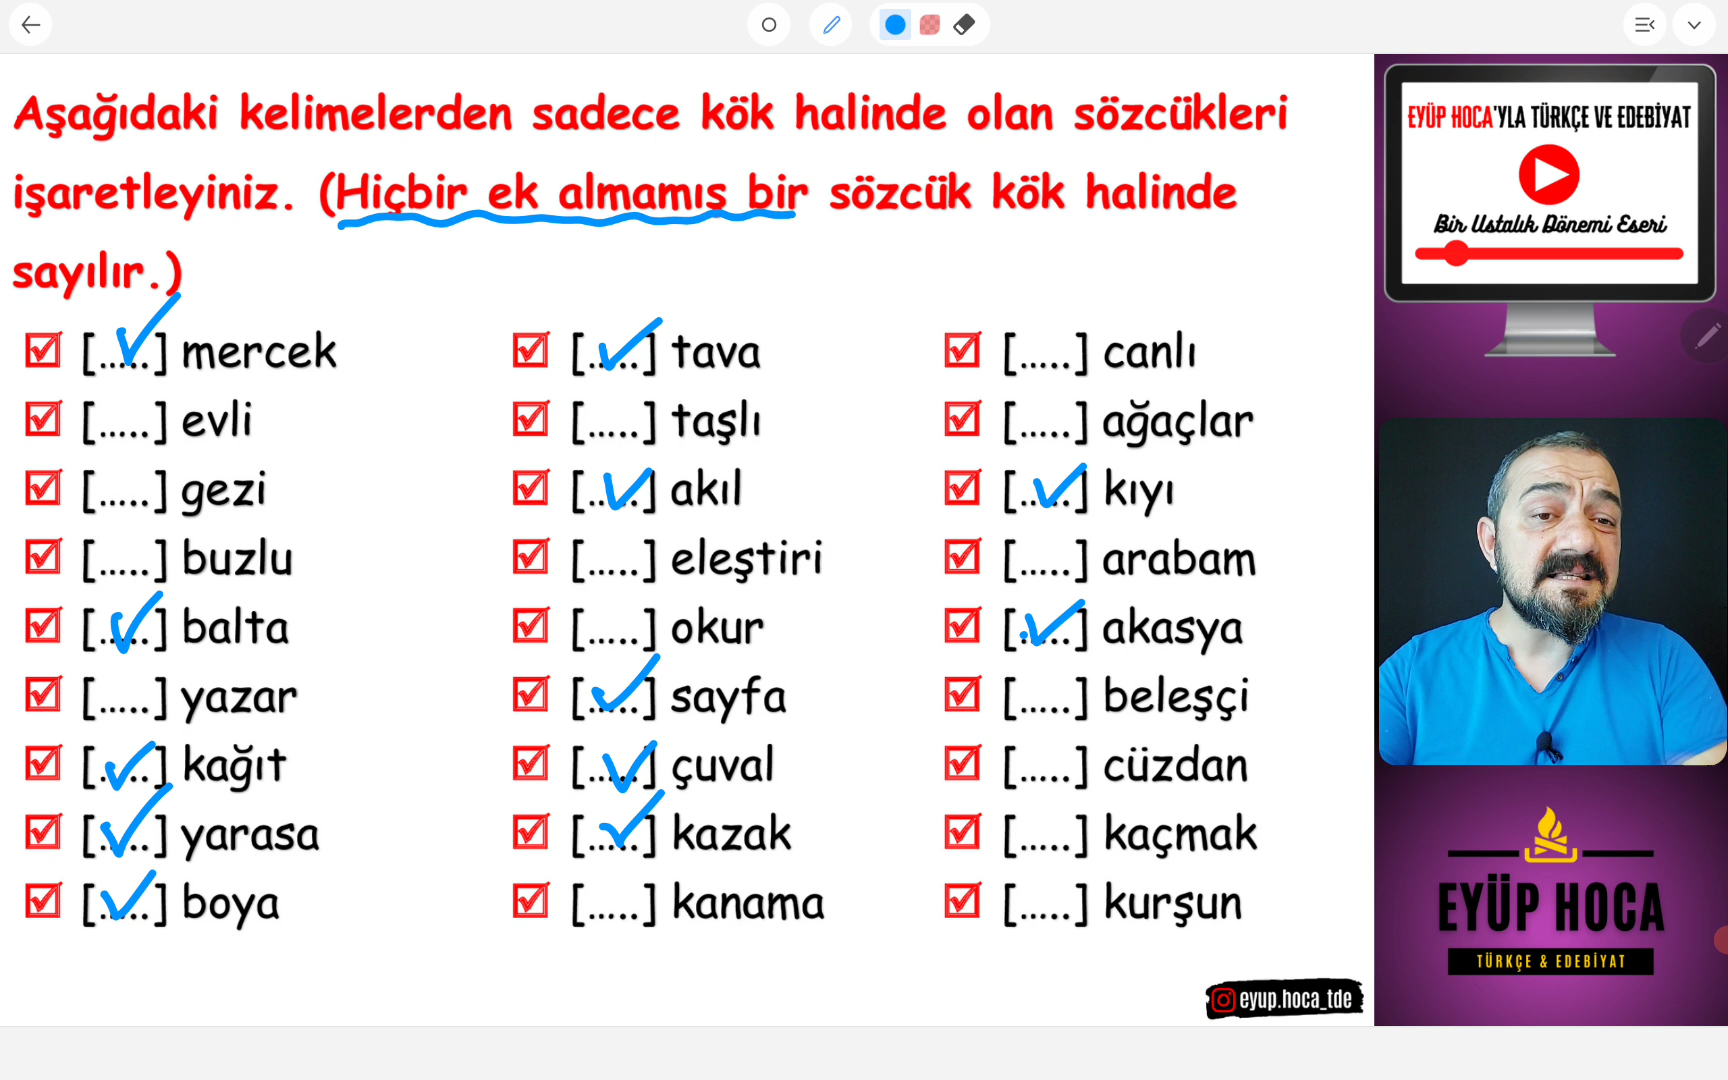 Aşağıdaki kelimelerden sadece kök halinde olan sözcükleri
işaretleyiniz. (Hiçbir ek almamış bir sözcük kök halinde
sayılır.)
[.....] mercek
[.....] evli
[.....] gezi
[.....] buzlu
[.....] balta
[.....] yazar
[.....] kağıt
[.....] yarasa
[.....] boya
[.....] tava
[.....] taşlı
[.....] akıl
[.....] eleştiri
[.....] okur
[.....] sayfa
[.....] çuval
[.....] kazak
[.....] kanama
[.....] canlı
[.....] ağaçlar
[.....] kıyı
[.....] arabam
[.....] akasya
[.....] beleşçi
[.....] cüzdan
[.....] kaçmak
[.....] kurşun
eyup.hoca_tde
EYÜP HOCA'YLA TÜRKÇE VE EDEBİYAT
Bir Ustalık Dönemi Eseri
EYÜP HOCA
TÜRKÇE & EDEBİYAT